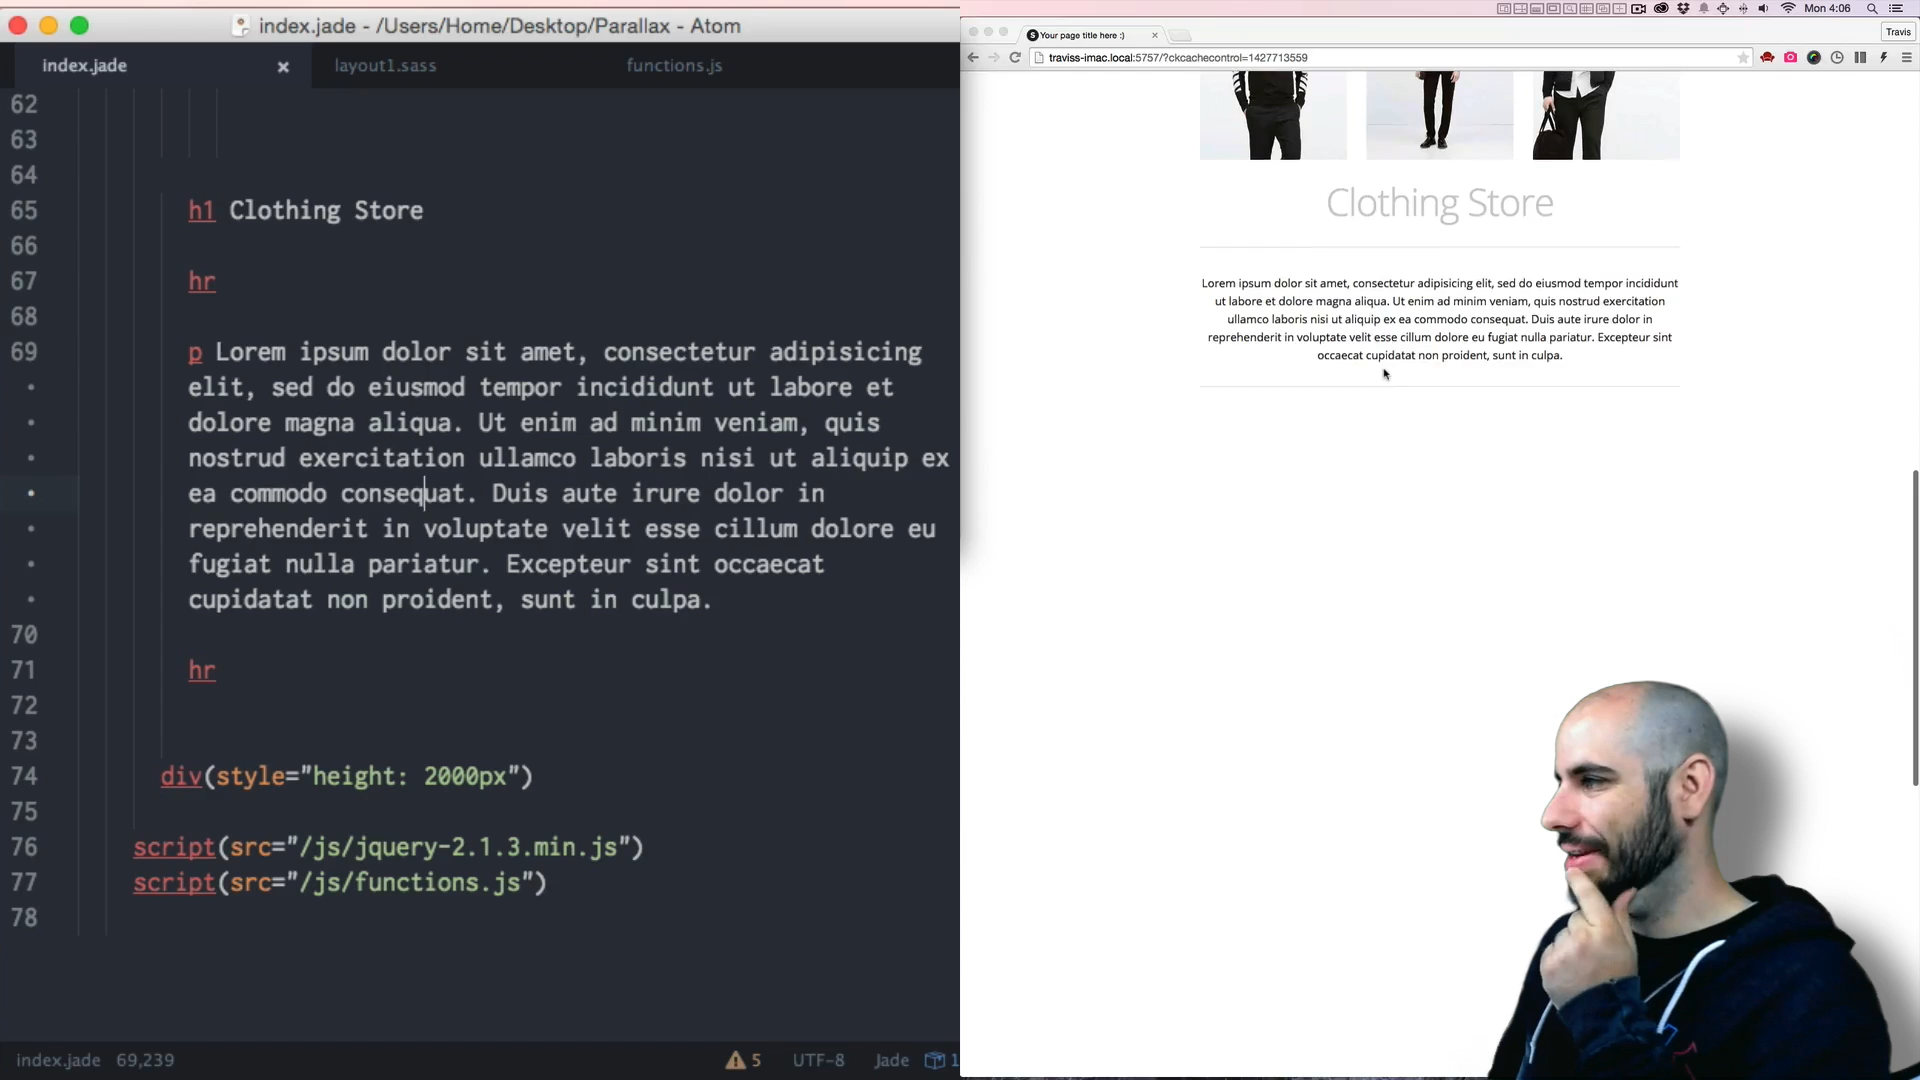 index.jade - /Users/Home/Desktop/Parallax - Atom
index.jade
layout1.sass
functions.js
62
63
64
65 h1 Clothing Store
66
67 hr
68
69 p Lorem ipsum dolor sit amet, consectetur adipisicing
elit, sed do eiusmod tempor incididunt ut labore et
dolore magna aliqua. Ut enim ad minim veniam, quis
nostrud exercitation ullamco laboris nisi ut aliquip ex
ea commodo consequat. Duis aute irure dolor in
reprehenderit in voluptate velit esse cillum dolore eu
fugiat nulla pariatur. Excepteur sint occaecat
cupidatat non proident, sunt in culpa.
70
71 hr
72
73
74 div(style="height: 2000px")
75
76 script(src="/js/jquery-2.1.3.min.js")
77 script(src="/js/functions.js")
78
index.jade 69,239
5
UTF-8
Jade
1
Mon 4:06
Your page title here :)
Travis
traviss-imac.local:5757/?ckcachecontrol=1427713559
Clothing Store
Lorem ipsum dolor sit amet, consectetur adipisicing elit, sed do eiusmod tempor incididunt
ut labore et dolore magna aliqua. Ut enim ad minim veniam, quis nostrud exercitation
ullamco laboris nisi ut aliquip ex ea commodo consequat. Duis aute irure dolor in
reprehenderit in voluptate velit esse cillum dolore eu fugiat nulla pariatur. Excepteur sint
occaecat cupidatat non proident, sunt in culpa.